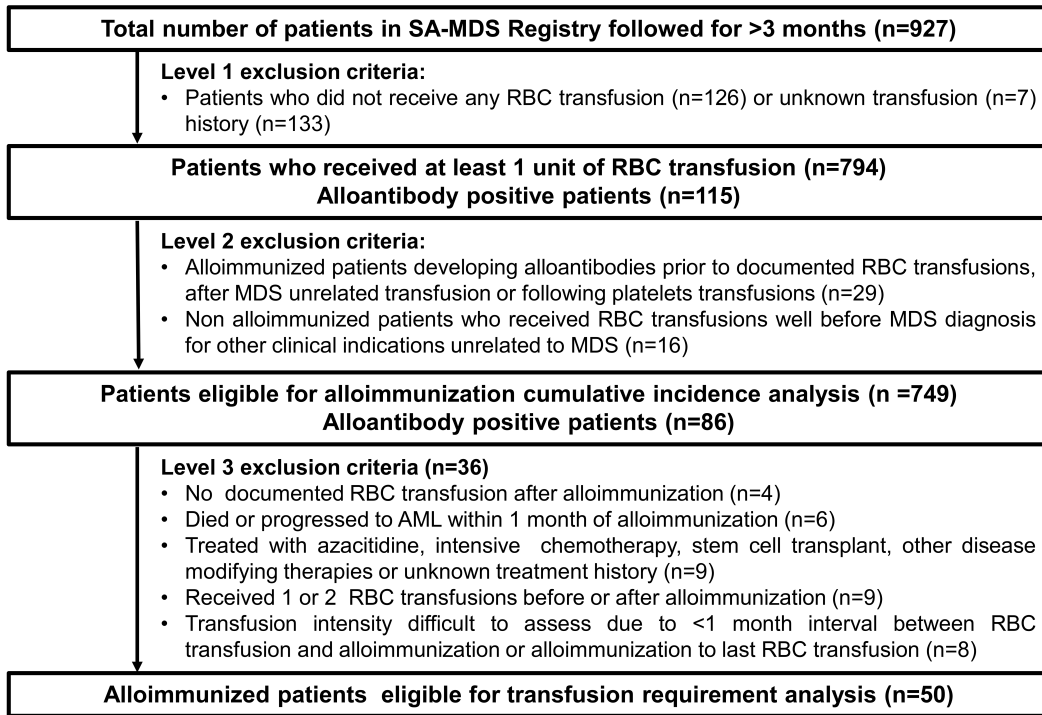 Total number of patients in SA-MDS Registry followed for >3 months (n=927)
Level 1 exclusion criteria:
• Patients who did not receive any RBC transfusion (n=126) or unknown transfusion (n=7)
history (n=133)
Patients who received at least 1 unit of RBC transfusion (n=794)
Alloantibody positive patients (n=115)
Level 2 exclusion criteria:
• Alloimmunized patients developing alloantibodies prior to documented RBC transfusions,
after MDS unrelated transfusion or following platelets transfusions (n=29)
• Non alloimmunized patients who received RBC transfusions well before MDS diagnosis
for other clinical indications unrelated to MDS (n=16)
Patients eligible for alloimmunization cumulative incidence analysis (n =749)
Alloantibody positive patients (n=86)
Level 3 exclusion criteria (n=36)
• No documented RBC transfusion after alloimmunization (n=4)
• Died or progressed to AML within 1 month of alloimmunization (n=6)
• Treated with azacitidine, intensive chemotherapy, stem cell transplant, other disease
modifying therapies or unknown treatment history (n=9)
• Received 1 or 2 RBC transfusions before or after alloimmunization (n=9)
• Transfusion intensity difficult to assess due to <1 month interval between RBC
transfusion and alloimmunization or alloimmunization to last RBC transfusion (n=8)
Alloimmunized patients eligible for transfusion requirement analysis (n=50)